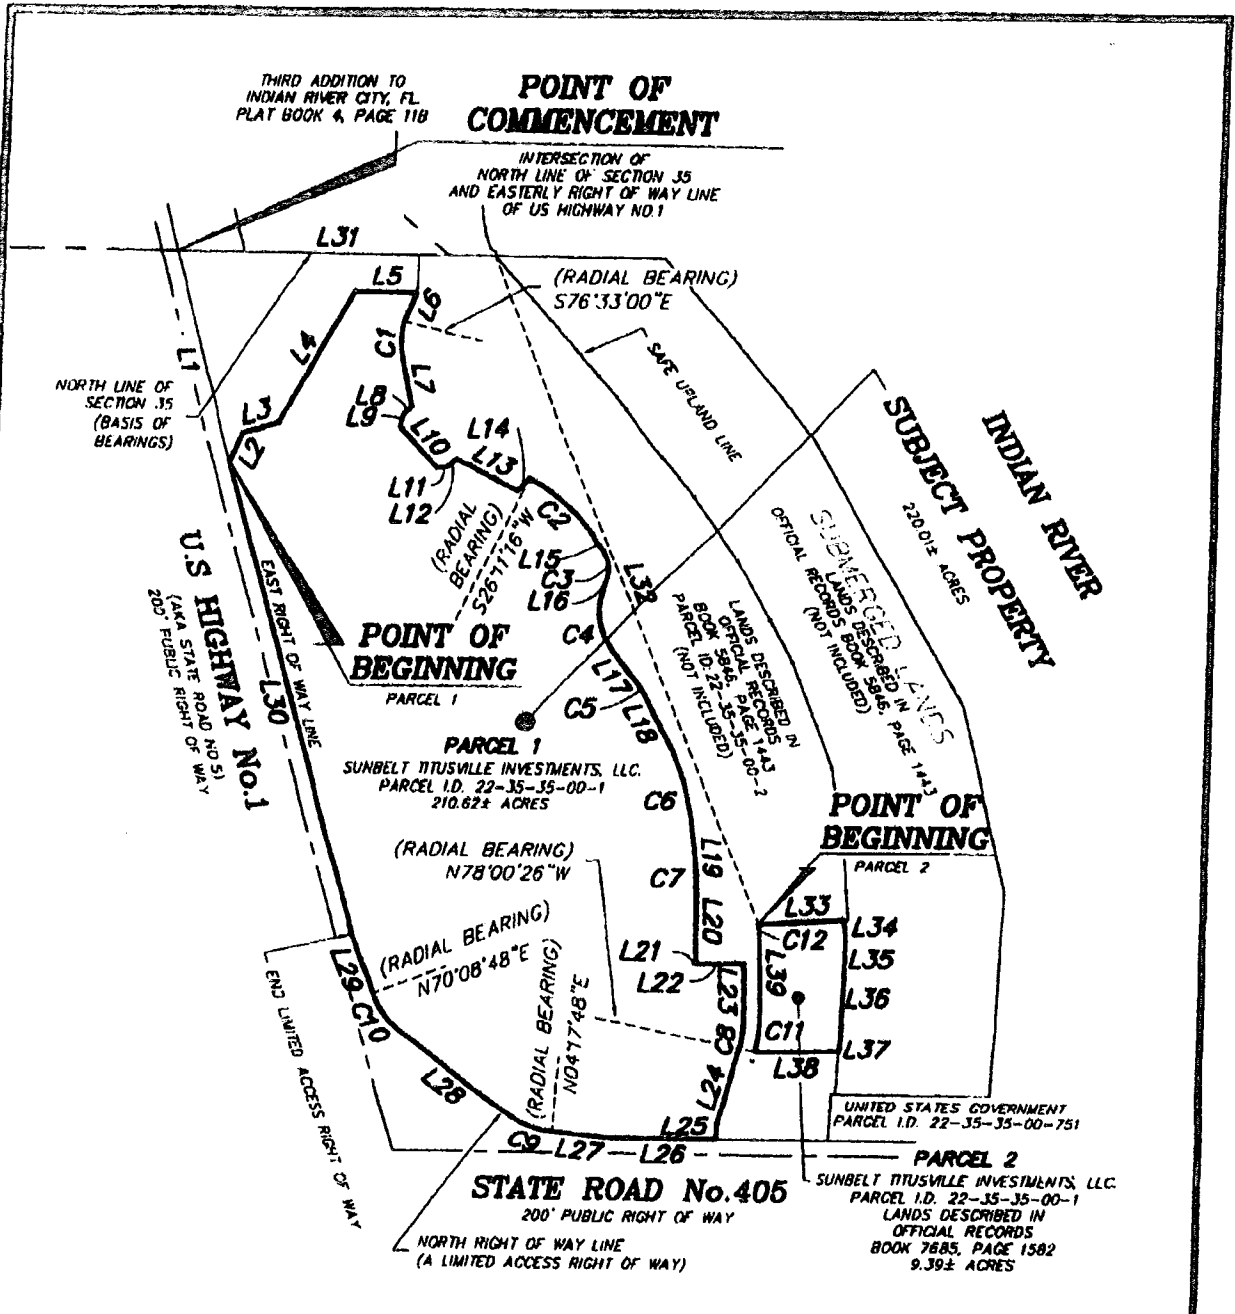 THIRD ADDITION TO
INDIAN RIVER CITY, FL.
PLAT BOOK 4, PAGE 118
POINT OF
COMMENCEMENT
INTERSECTION OF
NORTH LINE OF SECTION 35
AND EASTERLY RIGHT OF WAY LINE
OF US HIGHWAY NO.1
L31
L5
L6
(RADIAL BEARING)
S76°33'00"E
C1
L4
L1
L7
SAFE UPLAND LINE
NORTH LINE OF
SECTION 35
(BASIS OF
BEARINGS)
L8
L9
L3
L2
L10
L14
L13
L11
L12
INDIAN RIVER
SUBJECT PROPERTY
220.01± ACRES
(RADIAL
BEARING)
S26°11'16"W
C2
L15
C3
L16
L32
C4
SUBMERGED LANDS
LANDS DESCRIBED IN
OFFICIAL RECORDS BOOK 5846, PAGE 1443
(NOT INCLUDED)
LANDS DESCRIBED IN
OFFICIAL RECORDS
BOOK 5846, PAGE 1443
PARCEL ID: 22-35-35-00-2
(NOT INCLUDED)
U.S HIGHWAY No.1
(AKA STATE ROAD NO 5)
200' PUBLIC RIGHT OF WAY
EAST RIGHT OF WAY LINE
L30
POINT OF
BEGINNING
PARCEL 1
L17
C5
L18
PARCEL 1
SUNBELT TITUSVILLE INVESTMENTS, LLC.
PARCEL I.D. 22-35-35-00-1
210.62± ACRES
C6
POINT OF
BEGINNING
PARCEL 2
(RADIAL BEARING)
N78°00'26"W
C7
L19
L20
L33
L34
C12
L35
L36
L37
L39
C11
L38
(RADIAL BEARING)
N70°08'48"E
L21
L22
L23
C8
L24
L25
(RADIAL BEARING)
N04°17'48"E
L29
C10
END LIMITED ACCESS RIGHT OF WAY
L28
C9
L27
L26
UNITED STATES GOVERNMENT
PARCEL I.D. 22-35-35-00-751
STATE ROAD No.405
200' PUBLIC RIGHT OF WAY
NORTH RIGHT OF WAY LINE
(A LIMITED ACCESS RIGHT OF WAY)
PARCEL 2
SUNBELT TITUSVILLE INVESTMENTS, LLC.
PARCEL I.D. 22-35-35-00-1
LANDS DESCRIBED IN
OFFICIAL RECORDS
BOOK 7685, PAGE 1582
9.39± ACRES